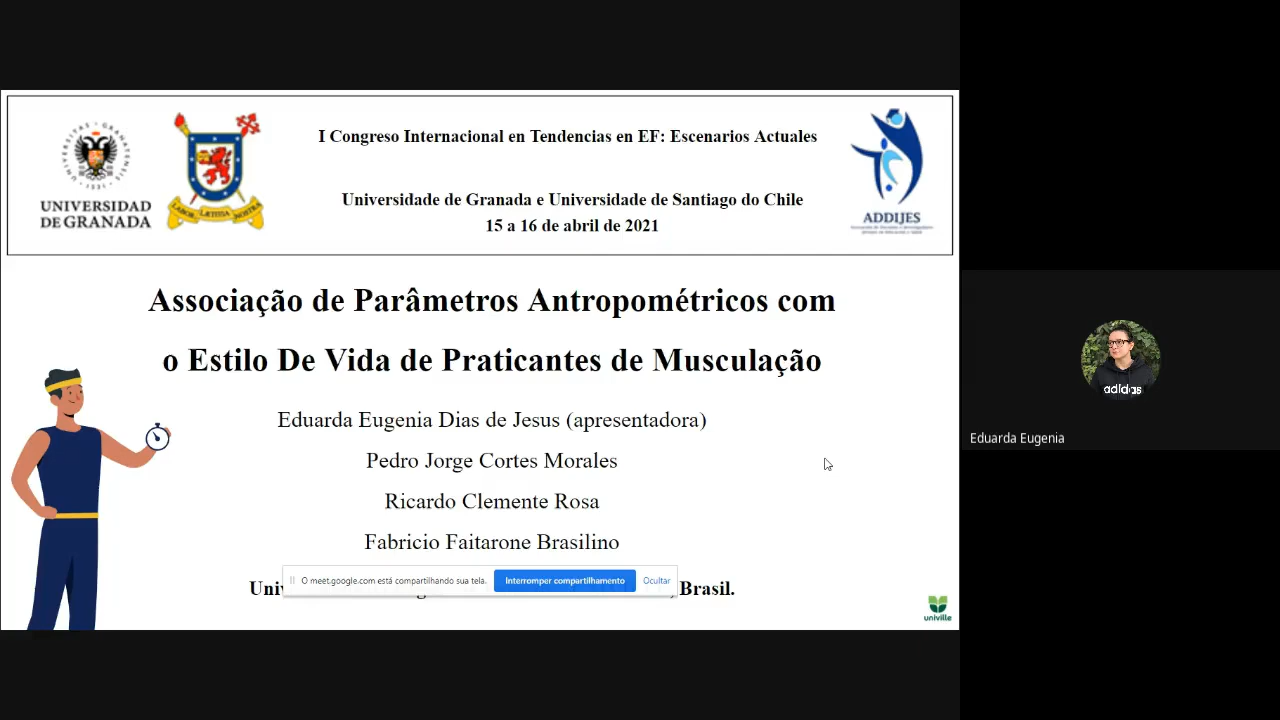 I Congreso Internacional en Tendencias en EF: Escenarios Actuales
UNIVERSIDAD
DE GRANADA
LABOR LÆTITIA NOSTRA
Universidade de Granada e Universidade de Santiago do Chile
15 a 16 de abril de 2021
ADDIJES
Associação de Parâmetros Antropométricos com
o Estilo De Vida de Praticantes de Musculação
Eduarda Eugenia Dias de Jesus (apresentadora)
Pedro Jorge Cortes Morales
Ricardo Clemente Rosa
Fabricio Faitarone Brasilino
O meet.google.com está compartilhando sua tela.
Interromper compartilhamento
Ocultar
Brasil.
univille
adidas
Eduarda Eugenia